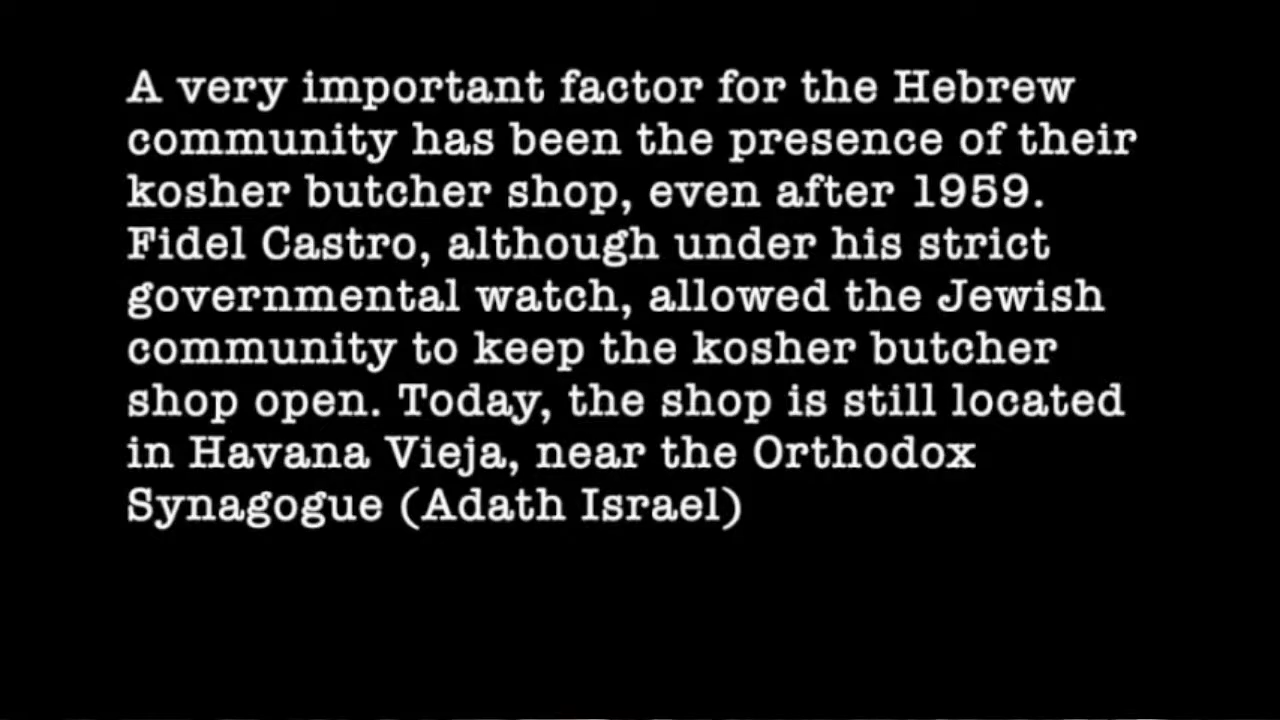 A very important factor for the Hebrew
community has been the presence of their
kosher butcher shop, even after 1959.
Fidel Castro, although under his strict
governmental watch, allowed the Jewish
community to keep the kosher butcher
shop open. Today, the shop is still located
in Havana Vieja, near the Orthodox
Synagogue (Adath Israel)